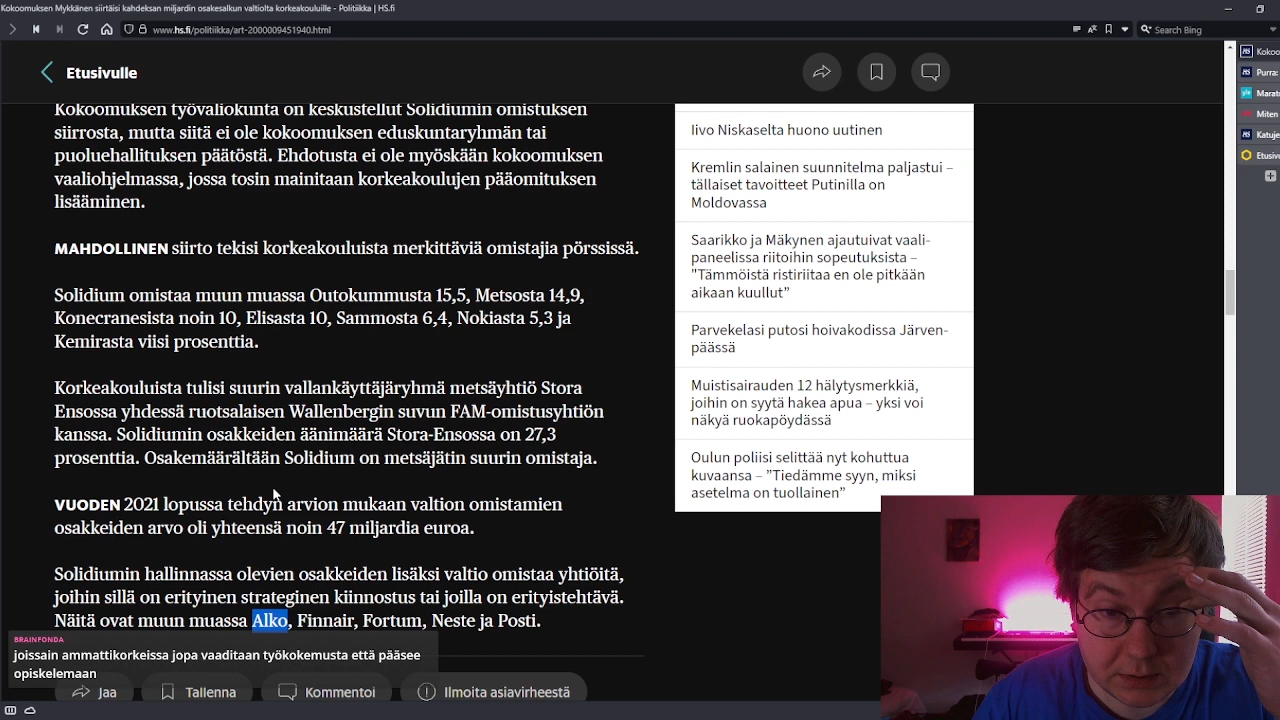 Kokoomuksen Mykkänen siirtäisi kahdeksan miljardin osakesalkun valtiolta korkeakouluille - Politiikka | HS.fi
www.hs.fi/politiikka/art-2000009451940.html
Search Bing
Etusivulle
Kokoomuksen työvaliokunta on keskustellut Solidiumin omistuksen
siirrosta, mutta siitä ei ole kokoomuksen eduskuntaryhmän tai
puoluehallituksen päätöstä. Ehdotusta ei ole myöskään kokoomuksen
vaaliohjelmassa, jossa tosin mainitaan korkeakoulujen pääomituksen
lisääminen.
MAHDOLLINEN siirto tekisi korkeakouluista merkittäviä omistajia pörssissä.
Solidium omistaa muun muassa Outokummusta 15,5, Metsosta 14,9,
Konecranesista noin 10, Elisasta 10, Sammosta 6,4, Nokiasta 5,3 ja
Kemirasta viisi prosenttia.
Korkeakouluista tulisi suurin vallankäyttäjäryhmä metsäyhtiö Stora
Ensossa yhdessä ruotsalaisen Wallenbergin suvun FAM-omistusyhtiön
kanssa. Solidiumin osakkeiden äänimäärä Stora-Ensossa on 27,3
prosenttia. Osakemäärältään Solidium on metsäjätin suurin omistaja.
VUODEN 2021 lopussa tehdyn arvion mukaan valtion omistamien
osakkeiden arvo oli yhteensä noin 47 miljardia euroa.
Solidiumin hallinnassa olevien osakkeiden lisäksi valtio omistaa yhtiöitä,
joihin sillä on erityinen strateginen kiinnostus tai joilla on erityistehtävä.
Näitä ovat muun muassa Alko, Finnair, Fortum, Neste ja Posti.
BRAINFONDA
joissain ammattikorkeissa jopa vaaditaan työkokemusta että pääsee
opiskelemaan
Jaa
Tallenna
Kommentoi
Ilmoita asiavirheestä
Iivo Niskaselta huono uutinen
Kremlin salainen suunnitelma paljastui –
tällaiset tavoitteet Putinilla on
Moldovassa
Saarikko ja Mäkynen ajautuivat vaali-
paneelissa riitoihin sopeutuksista –
"Tämmöistä ristiriitaa en ole pitkään
aikaan kuullut”
Parvekelasi putosi hoivakodissa Järven-
päässä
Muistisairauden 12 hälytysmerkkiä,
joihin on syytä hakea apua – yksi voi
näkyä ruokapöydässä
Oulun poliisi selittää nyt kohuttua
kuvaansa – ”Tiedämme syyn, miksi
asetelma on tuollainen”
HS Kokoo
HS Purra:
yle Marat
Miten
HS Katuje
Etusiv